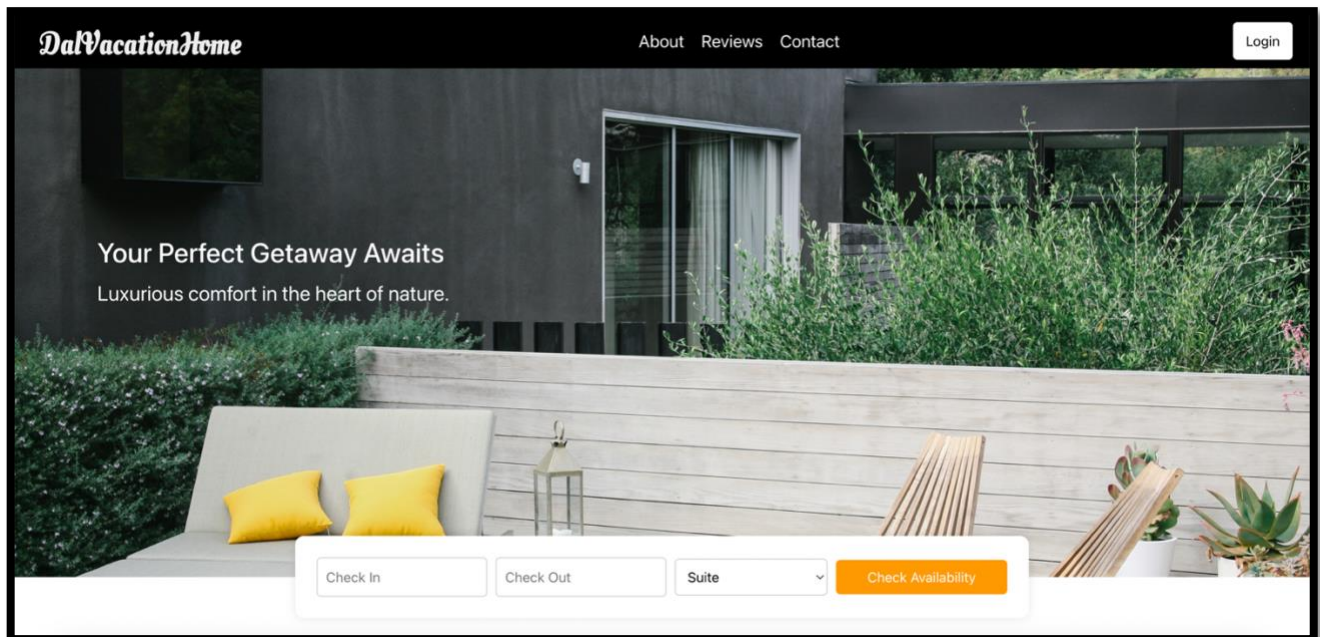 DalVacationHome
About Reviews Contact
Login
Your Perfect Getaway Awaits
Luxurious comfort in the heart of nature.
Check In
Check Out
Suite
Check Availability